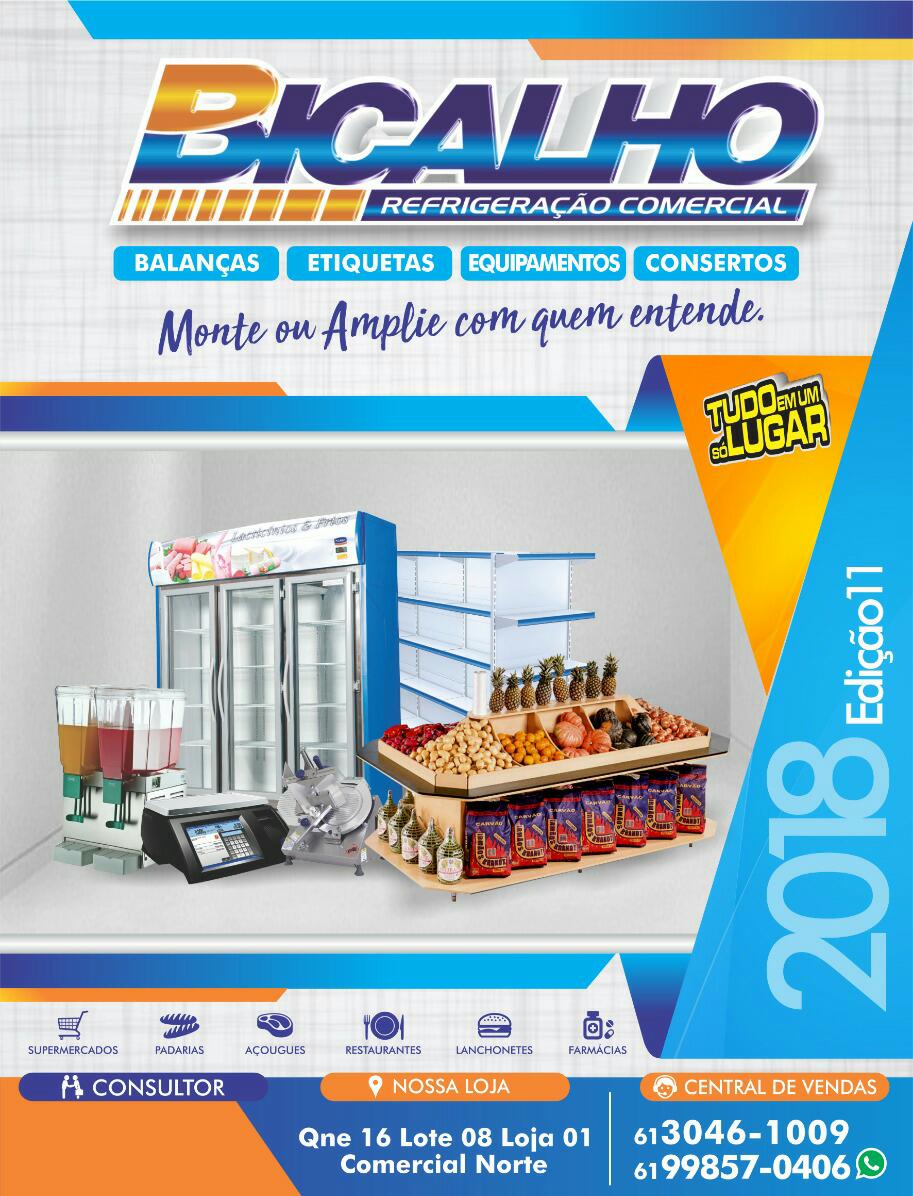 BICALHO
REFRIGERAÇÃO COMERCIAL
BALANÇAS ETIQUETAS EQUIPAMENTOS CONSERTOS
Monte ou Amplie com quem entende.
TUDO EM UM
SÓ LUGAR
Laticínios & Frios
CARVÃO
2018 Edição 11
SUPERMERCADOS PADARIAS AÇOUGUES RESTAURANTES LANCHONETES FARMÁCIAS
CONSULTOR
NOSSA LOJA
Qne 16 Lote 08 Loja 01
Comercial Norte
CENTRAL DE VENDAS
61 3046-1009
61 99857-0406